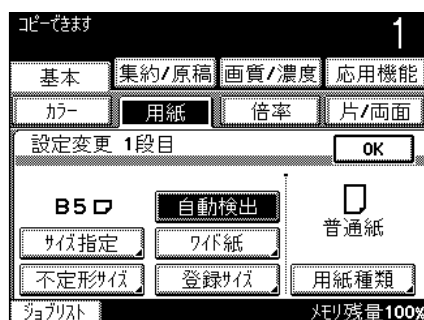 コピーできます 1
基本 集約/原稿 画質/濃度 応用機能
カラー 用紙 倍率 片/両面
設定変更 1段目 OK
B5 自動検出 普通紙
サイズ指定 ワイド紙
不定形サイズ 登録サイズ 用紙種類
ジョブリスト メモリ残量100%